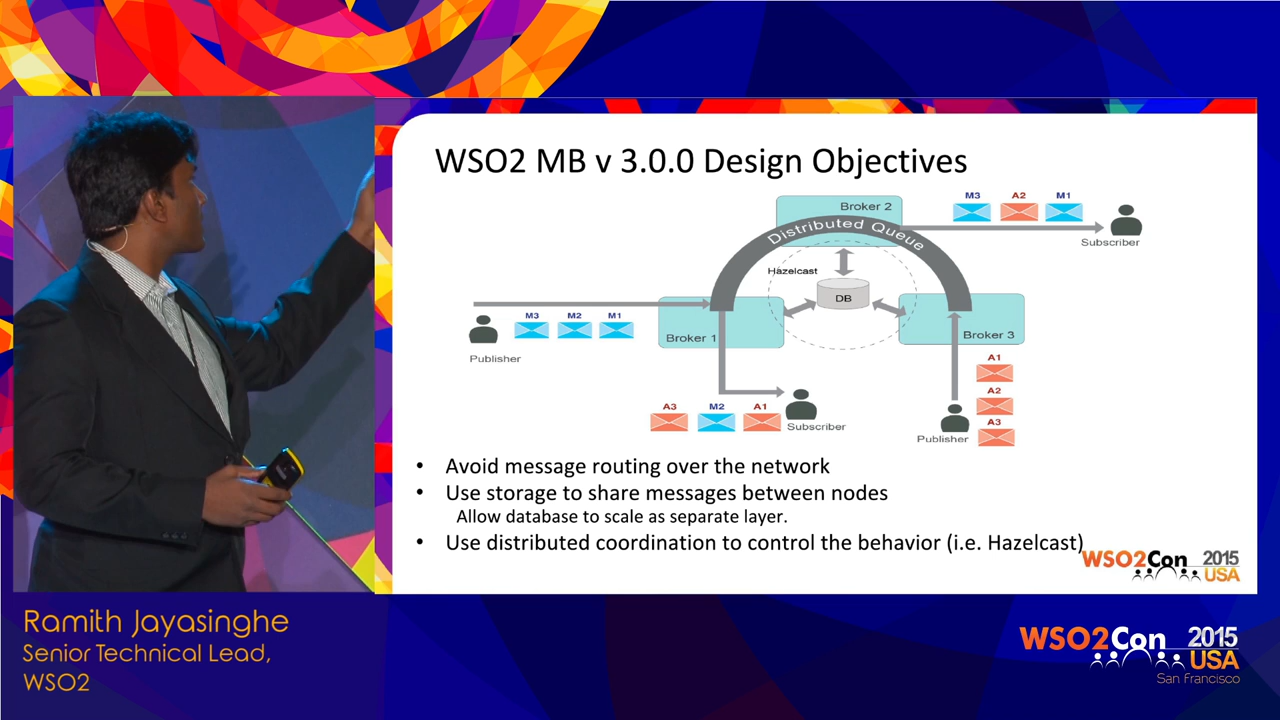 WSO2 MB v 3.0.0 Design Objectives
Broker 2
M3 A2 M1
Distributed Queue
Subscriber
Hazelcast
DB
M3 M2 M1
Broker 1
Broker 3
Publisher
A1
A3 M2 A1
A2
Subscriber
A3
Publisher
• Avoid message routing over the network
• Use storage to share messages between nodes
Allow database to scale as separate layer.
• Use distributed coordination to control the behavior (i.e. Hazelcast)
WSO2Con 2015
USA
Ramith Jayasinghe
Senior Technical Lead,
WSO2
WSO2Con 2015
USA
San Francisco